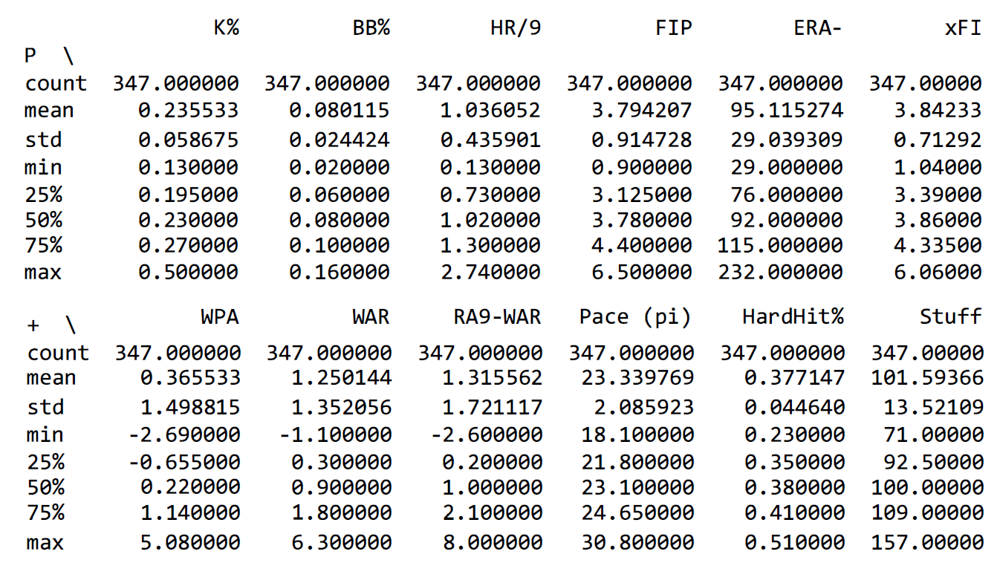 K% BB% HR/9 FIP ERA- xFI
P \
count 347.000000 347.000000 347.000000 347.000000 347.000000 347.00000
mean 0.235533 0.080115 1.036052 3.794207 95.115274 3.84233
std 0.058675 0.024424 0.435901 0.914728 29.039309 0.71292
min 0.130000 0.020000 0.130000 0.900000 29.000000 1.04000
25% 0.195000 0.060000 0.730000 3.125000 76.000000 3.39000
50% 0.230000 0.080000 1.020000 3.780000 92.000000 3.86000
75% 0.270000 0.100000 1.300000 4.400000 115.000000 4.33500
max 0.500000 0.160000 2.740000 6.500000 232.000000 6.06000
WPA WAR RA9-WAR Pace (pi) HardHit% Stuff
+ \
count 347.000000 347.000000 347.000000 347.000000 347.000000 347.00000
mean 0.365533 1.250144 1.315562 23.339769 0.377147 101.59366
std 1.498815 1.352056 1.721117 2.085923 0.044640 13.52109
min -2.690000 -1.100000 -2.600000 18.100000 0.230000 71.00000
25% -0.655000 0.300000 0.200000 21.800000 0.350000 92.50000
50% 0.220000 0.900000 1.000000 23.100000 0.380000 100.00000
75% 1.140000 1.800000 2.100000 24.650000 0.410000 109.00000
max 5.080000 6.300000 8.000000 30.800000 0.510000 157.00000